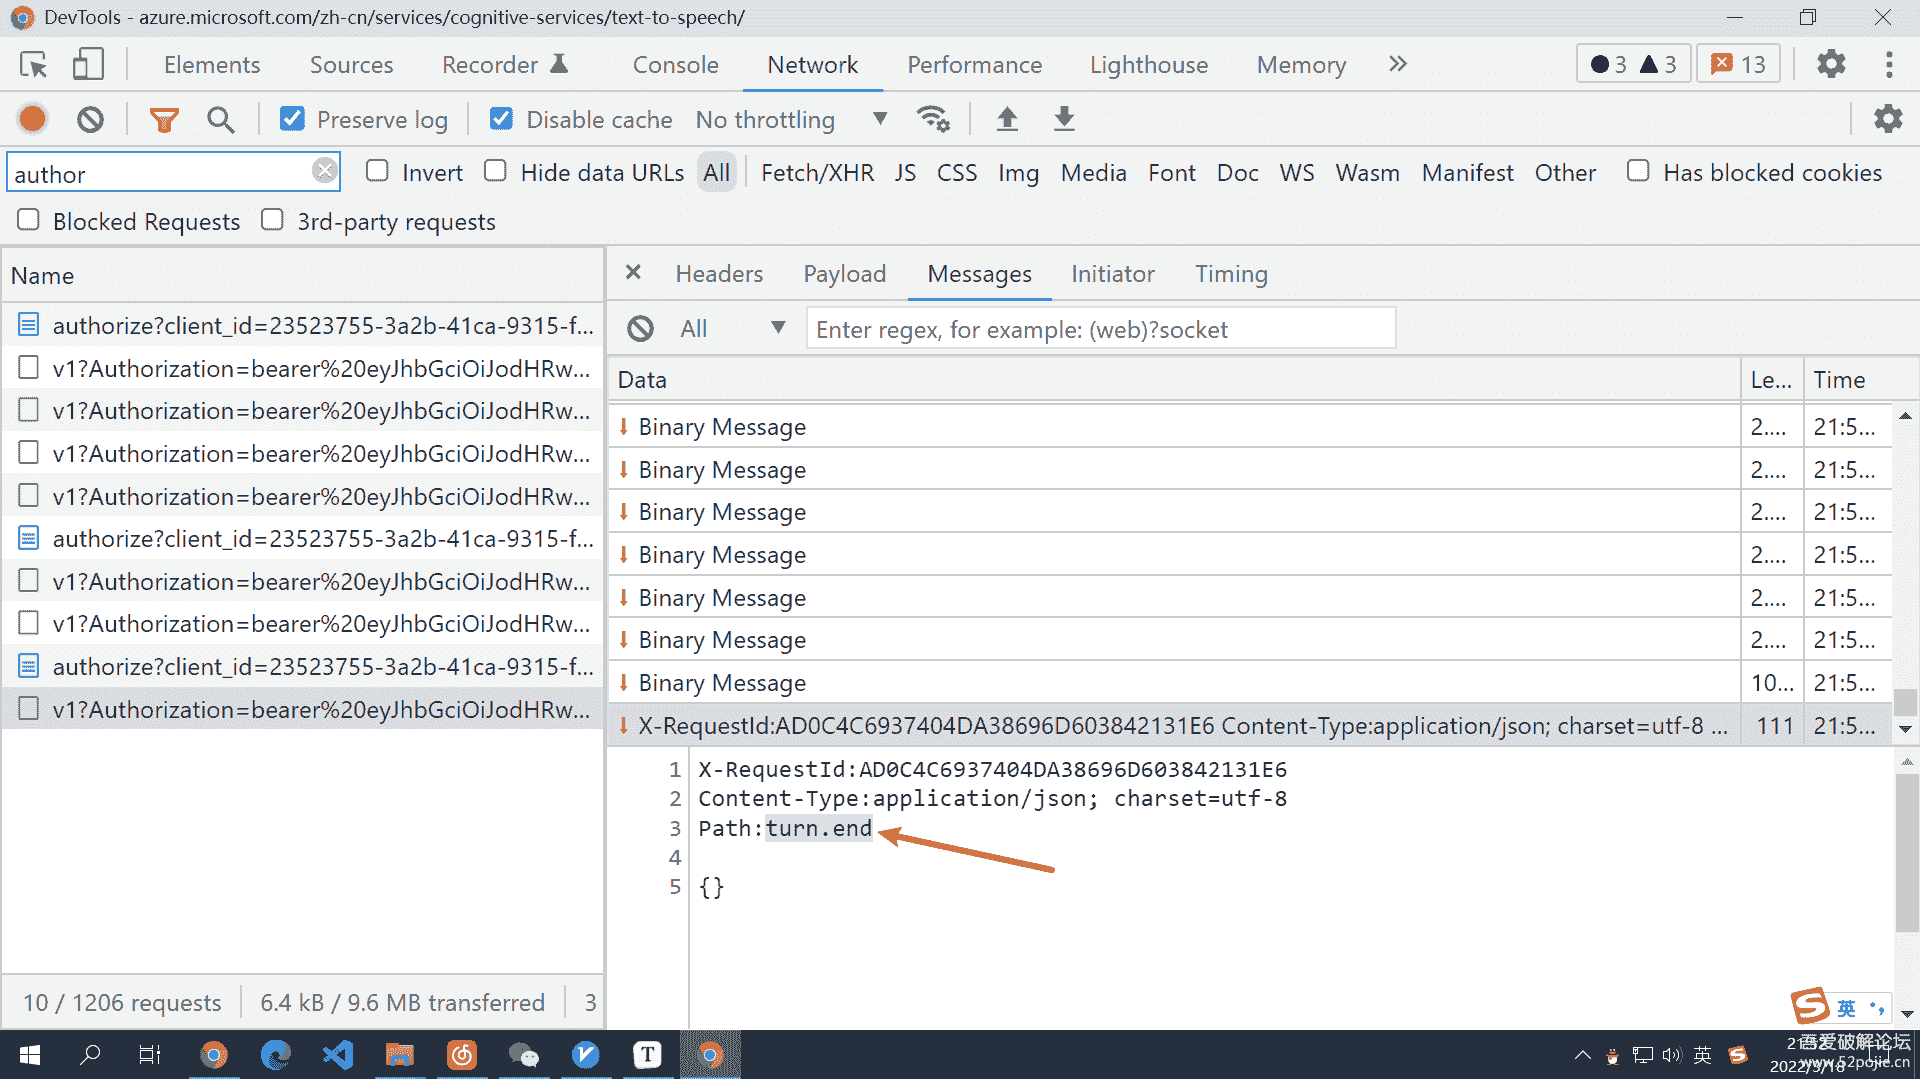 DevTools - azure.microsoft.com/zh-cn/services/cognitive-services/text-to-speech/
Elements Sources Recorder Console Network Performance Lighthouse Memory 3 3 13
Preserve log Disable cache No throttling
author Invert Hide data URLs All Fetch/XHR JS CSS Img Media Font Doc WS Wasm Manifest Other Has blocked cookies
Blocked Requests 3rd-party requests
Name
authorize?client_id=23523755-3a2b-41ca-9315-f...
v1?Authorization=bearer%20eyJhbGciOiJodHRw...
v1?Authorization=bearer%20eyJhbGciOiJodHRw...
v1?Authorization=bearer%20eyJhbGciOiJodHRw...
v1?Authorization=bearer%20eyJhbGciOiJodHRw...
authorize?client_id=23523755-3a2b-41ca-9315-f...
v1?Authorization=bearer%20eyJhbGciOiJodHRw...
v1?Authorization=bearer%20eyJhbGciOiJodHRw...
authorize?client_id=23523755-3a2b-41ca-9315-f...
v1?Authorization=bearer%20eyJhbGciOiJodHRw...
10 / 1206 requests 6.4 kB / 9.6 MB transferred 3
Headers Payload Messages Initiator Timing
All Enter regex, for example: (web)?socket
Data Le... Time
Binary Message 2.... 21:5...
Binary Message 2.... 21:5...
Binary Message 2.... 21:5...
Binary Message 2.... 21:5...
Binary Message 2.... 21:5...
Binary Message 2.... 21:5...
Binary Message 10... 21:5...
X-RequestId:AD0C4C6937404DA38696D603842131E6 Content-Type:application/json; charset=utf-8 ... 111 21:5...
1 X-RequestId:AD0C4C6937404DA38696D603842131E6
2 Content-Type:application/json; charset=utf-8
3 Path:turn.end
4
5 {}
英
英
吾爱破解论坛
2022/3/18
www.52pojie.cn